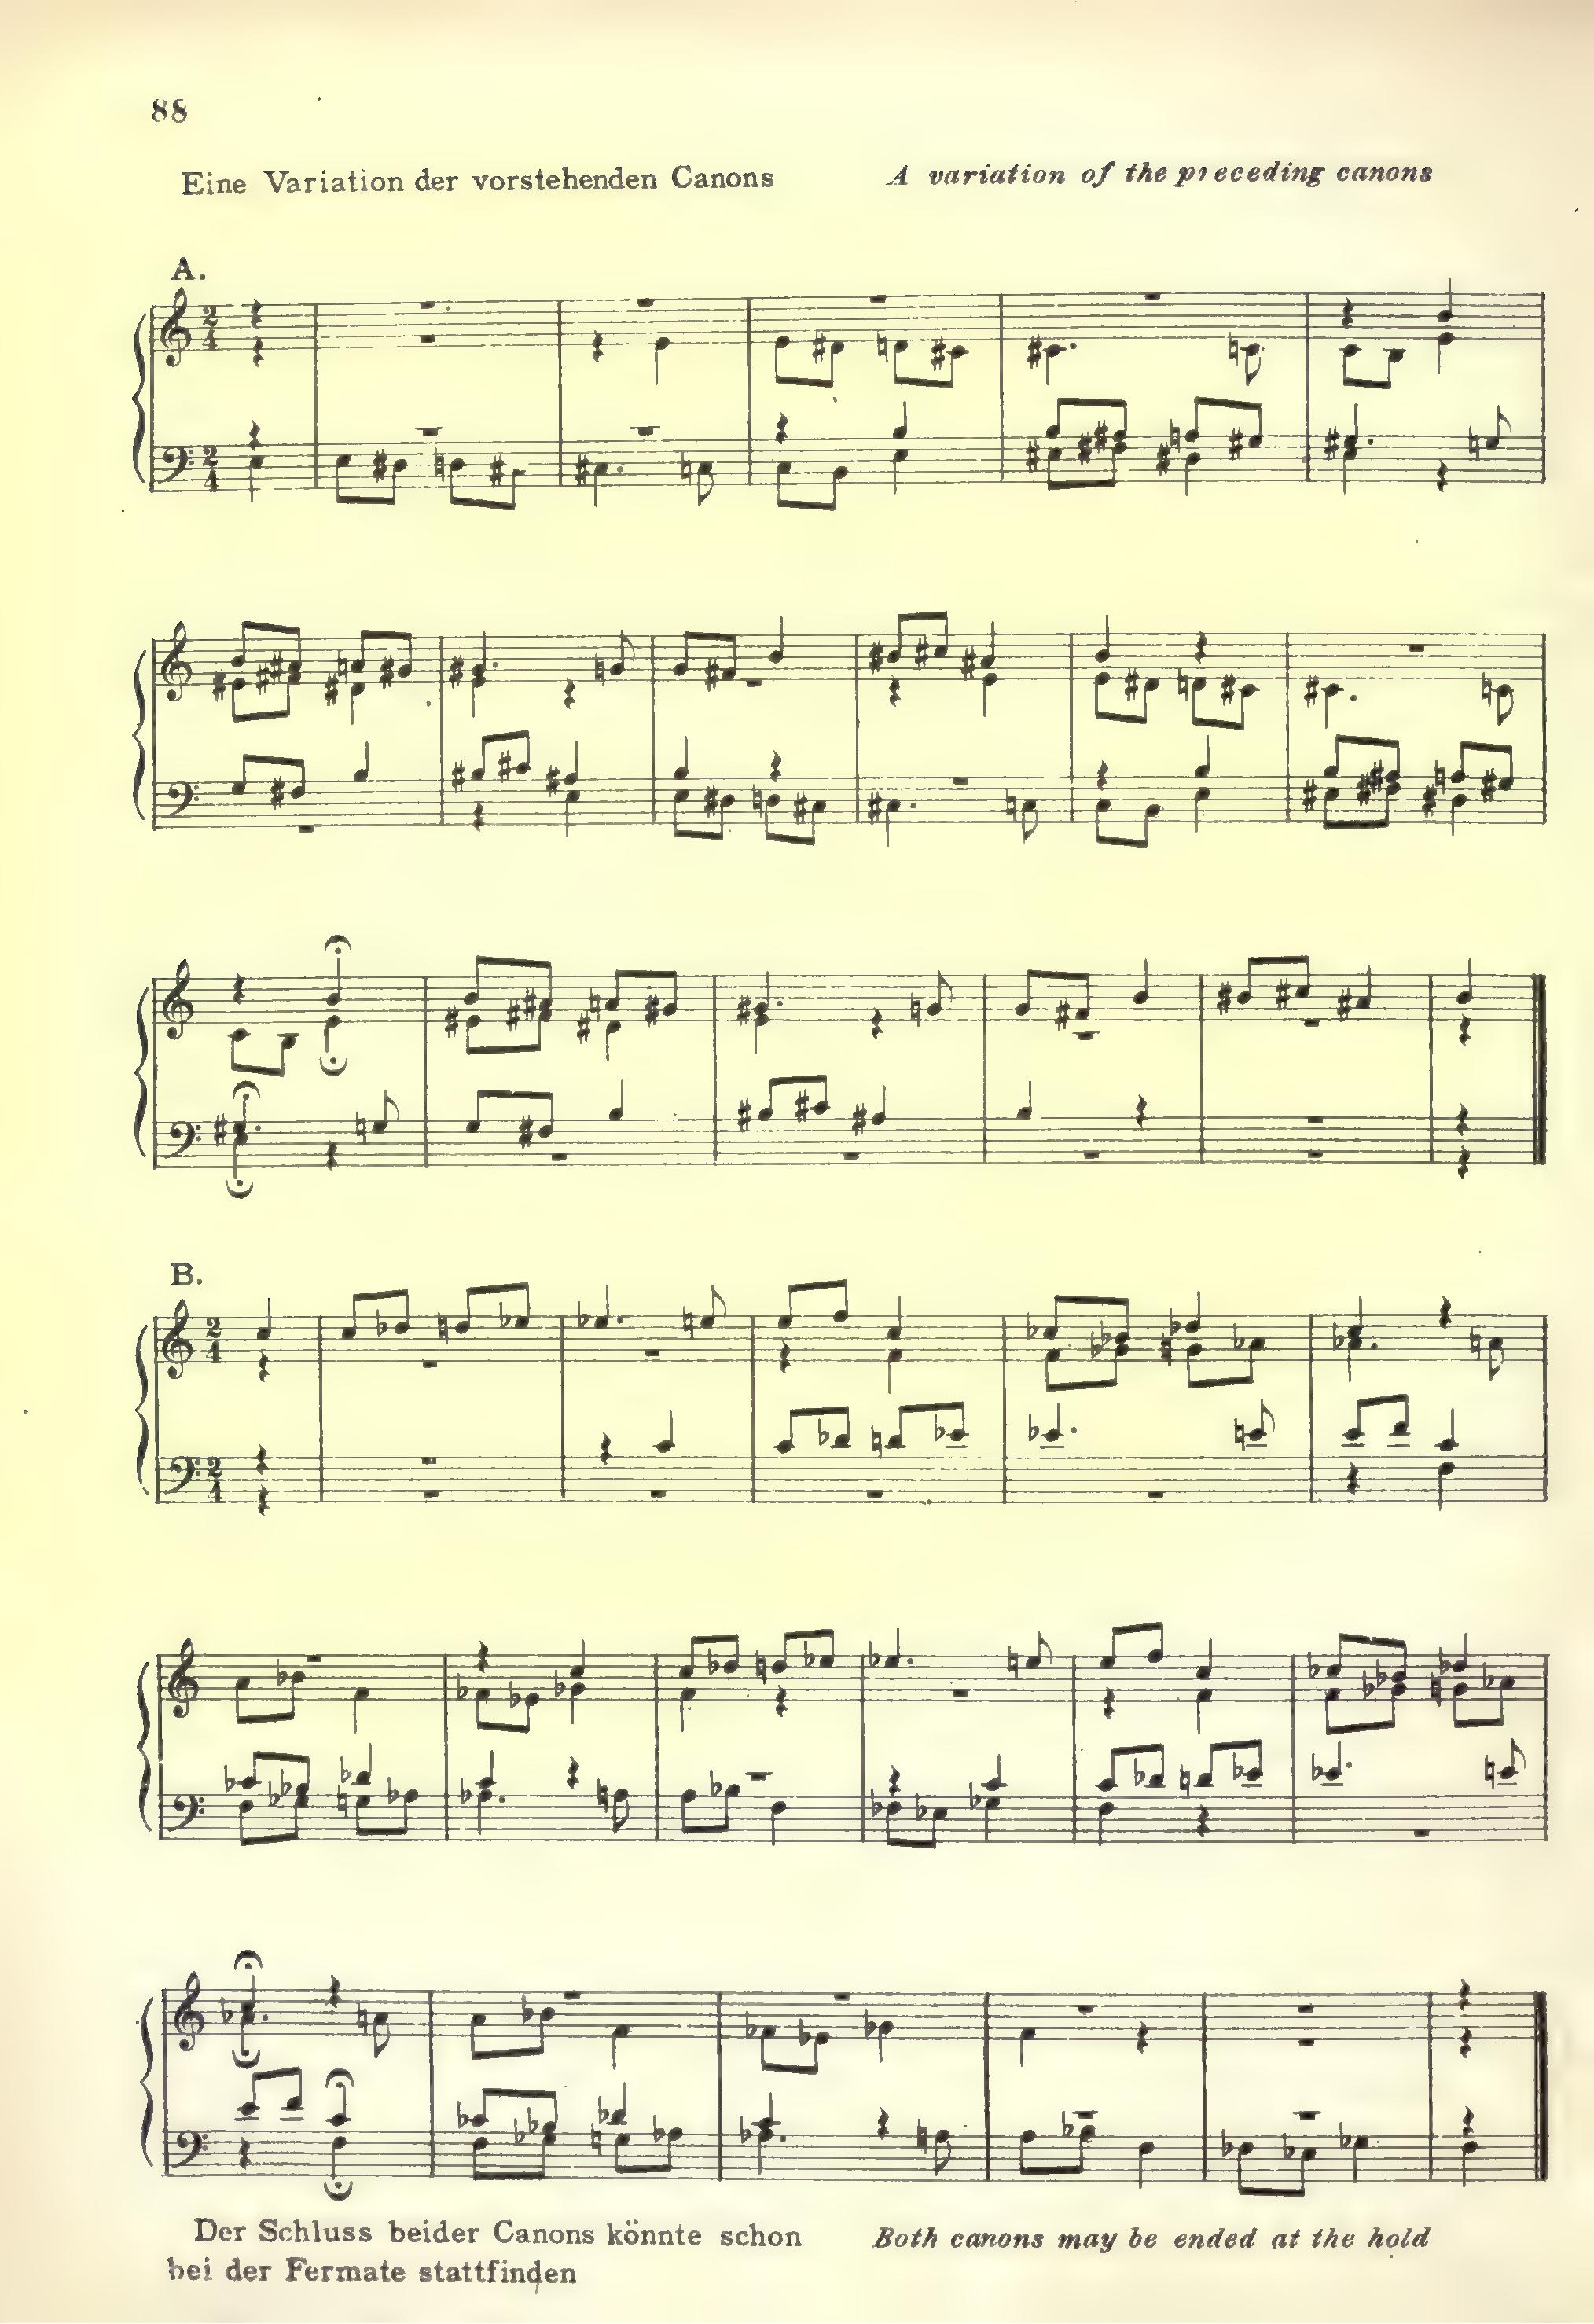 88
Eine Variation der vorstehenden Canons
A variation of the preceding canons
A.
B.
Der Schluss beider Canons könnte schon
bei der Fermate stattfinden
Both canons may be ended at the hold